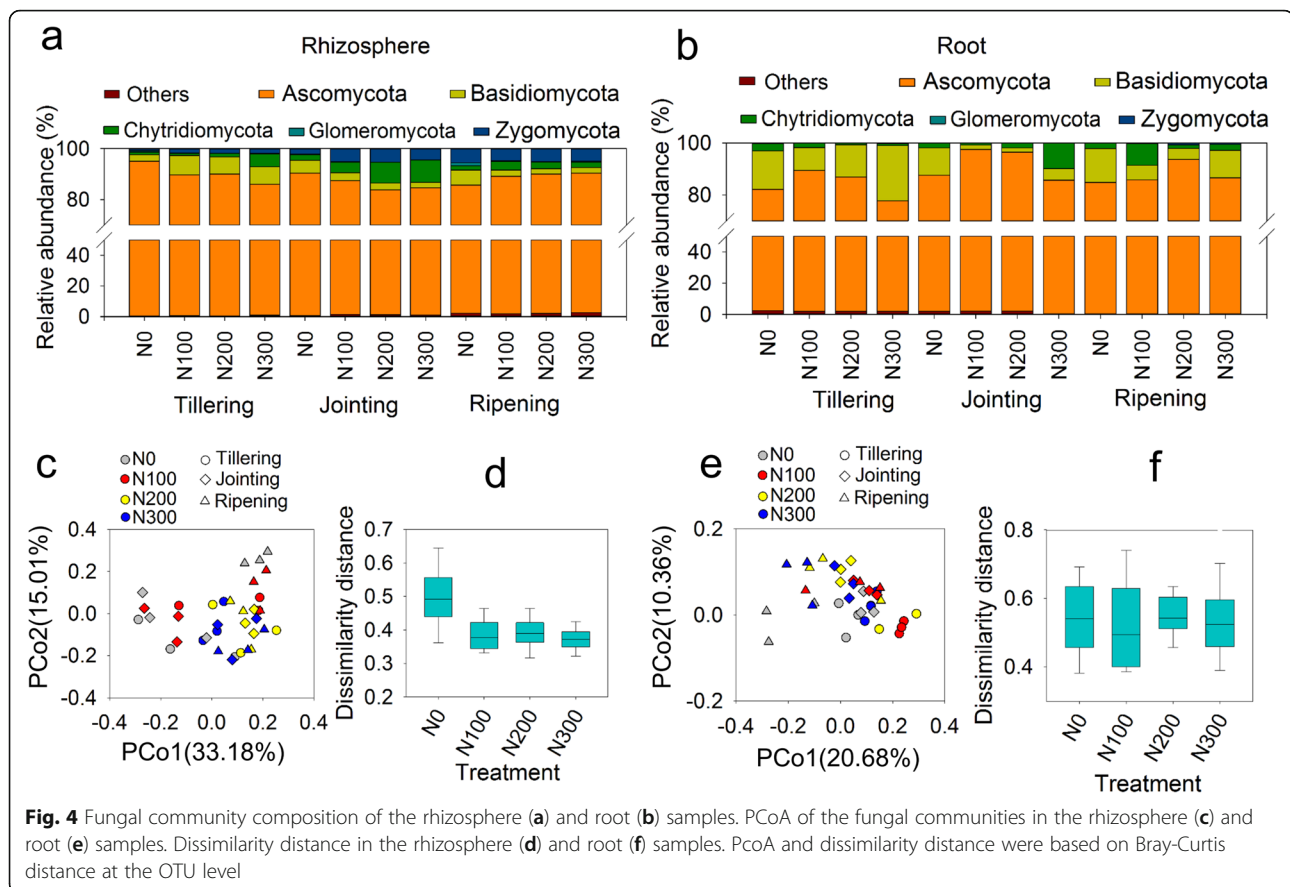 a
Rhizosphere
Others Ascomycota Basidiomycota
Chytridiomycota Glomeromycota Zygomycota
Relative abundance (%)
100
80
40
20
0
N0 N100 N200 N300 N0 N100 N200 N300 N0 N100 N200 N300
Tillering Jointing Ripening
b
Root
Others Ascomycota Basidiomycota
Chytridiomycota Glomeromycota Zygomycota
Relative abundance (%)
100
80
40
20
0
N0 N100 N200 N300 N0 N100 N200 N300 N0 N100 N200 N300
Tillering Jointing Ripening
c
N0 Tillering
N100 Jointing
N200 Ripening
N300
PCo2(15.01%)
0.4
0.2
0.0
-0.2
-0.4
-0.4 -0.2 0.0 0.2 0.4
PCo1(33.18%)
d
Dissimilarity distance
0.7
0.6
0.5
0.4
0.3
0.2
N0 N100 N200 N300
Treatment
e
N0 Tillering
N100 Jointing
N200 Ripening
N300
PCo2(10.36%)
0.2
0.0
-0.2
-0.4 -0.2 0.0 0.2 0.4
PCo1(20.68%)
f
Dissimilarity distance
0.8
0.6
0.4
N0 N100 N200 N300
Treatment
Fig. 4 Fungal community composition of the rhizosphere (a) and root (b) samples. PCoA of the fungal communities in the rhizosphere (c) and
root (e) samples. Dissimilarity distance in the rhizosphere (d) and root (f) samples. PcoA and dissimilarity distance were based on Bray-Curtis
distance at the OTU level